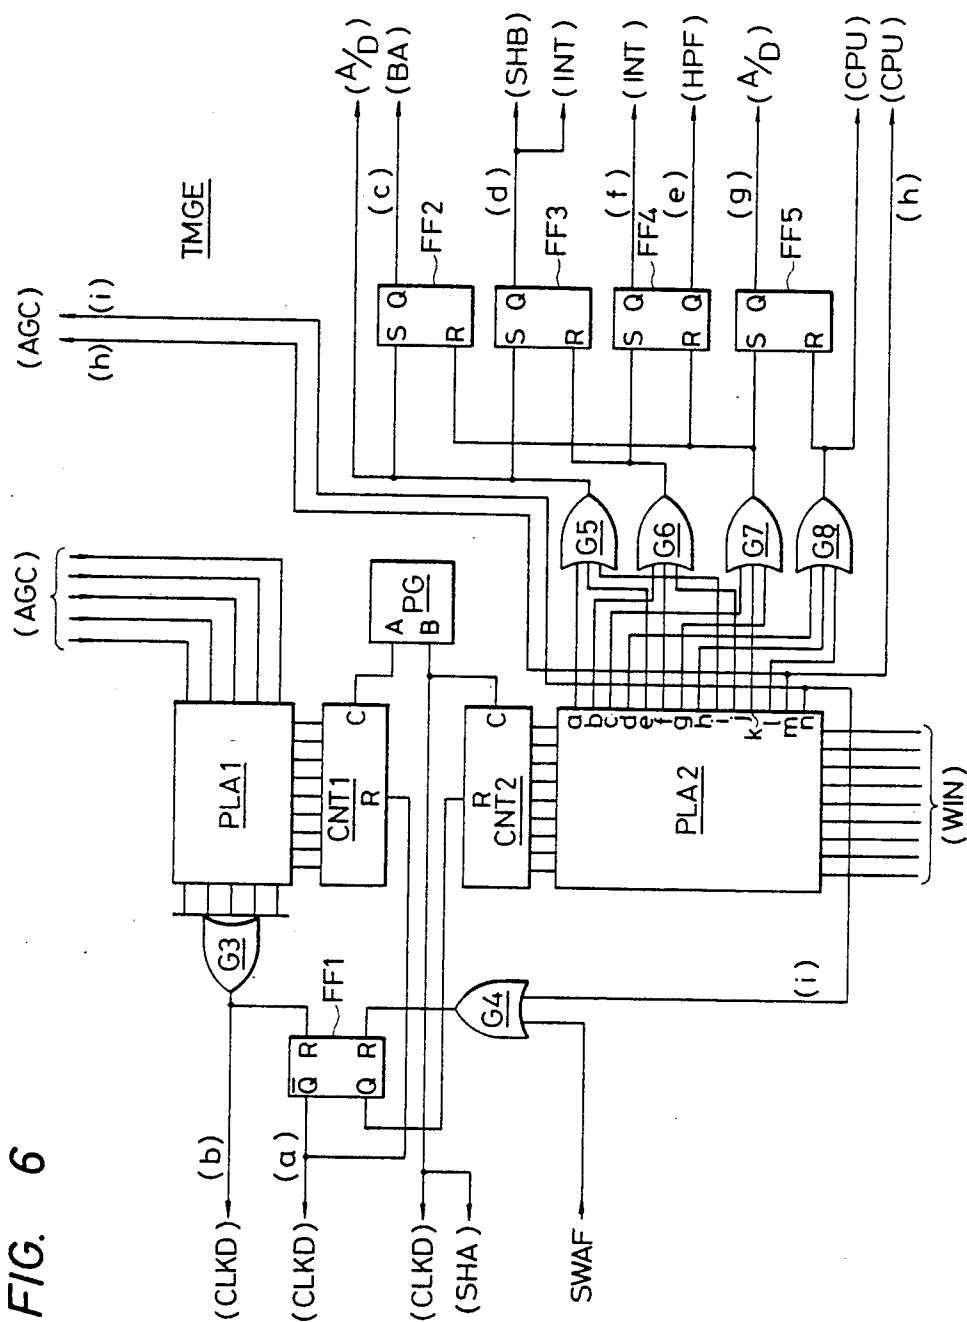 FIG. 6
TMGE
(AGC)
(AGC)
(h)
(i)
(b)
(CLKD)
(a)
(CLKD)
(CLKD)
(SHA)
SWAF
G3
PLA1
FF1
Q̅ R
Q R
CNT1
C
R
A
B
PG
G4
CNT2
C
R
PLA2
a
b
c
d
e
f
g
h
i
j
k
l
m
n
(WIN)
(i)
G5
G6
G7
G8
S Q
R
FF2
S Q
R
FF3
S Q
R Q
FF4
S Q
R
FF5
(A/D)
(c)
(BA)
(d)
(SHB)
(INT)
(f)
(INT)
(e)
(HPF)
(g)
(A/D)
(CPU)
(h)
(CPU)